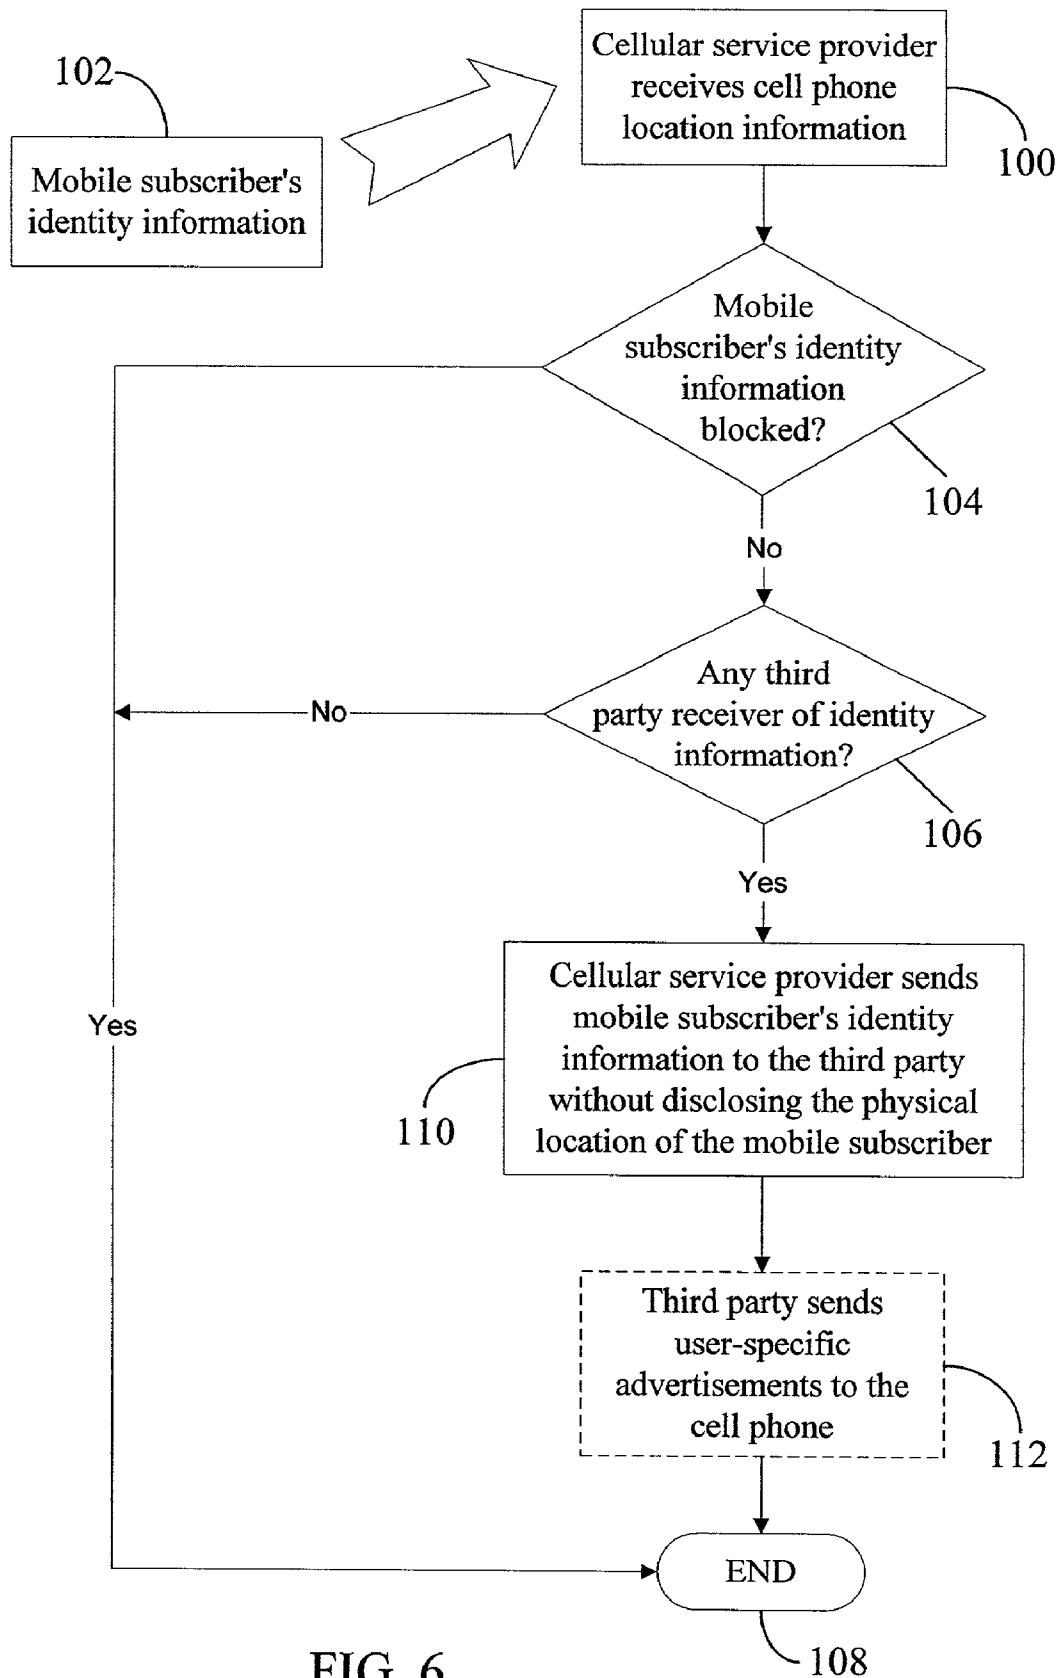 Cellular service provider
receives cell phone
location information
100
102
Mobile subscriber's
identity information
Mobile
subscriber's identity
information
blocked?
104
No
Any third
party receiver of identity
information?
106
No
Yes
Cellular service provider sends
mobile subscriber's identity
information to the third party
without disclosing the physical
location of the mobile subscriber
110
Yes
Third party sends
user-specific
advertisements to the
cell phone
112
END
108
FIG. 6